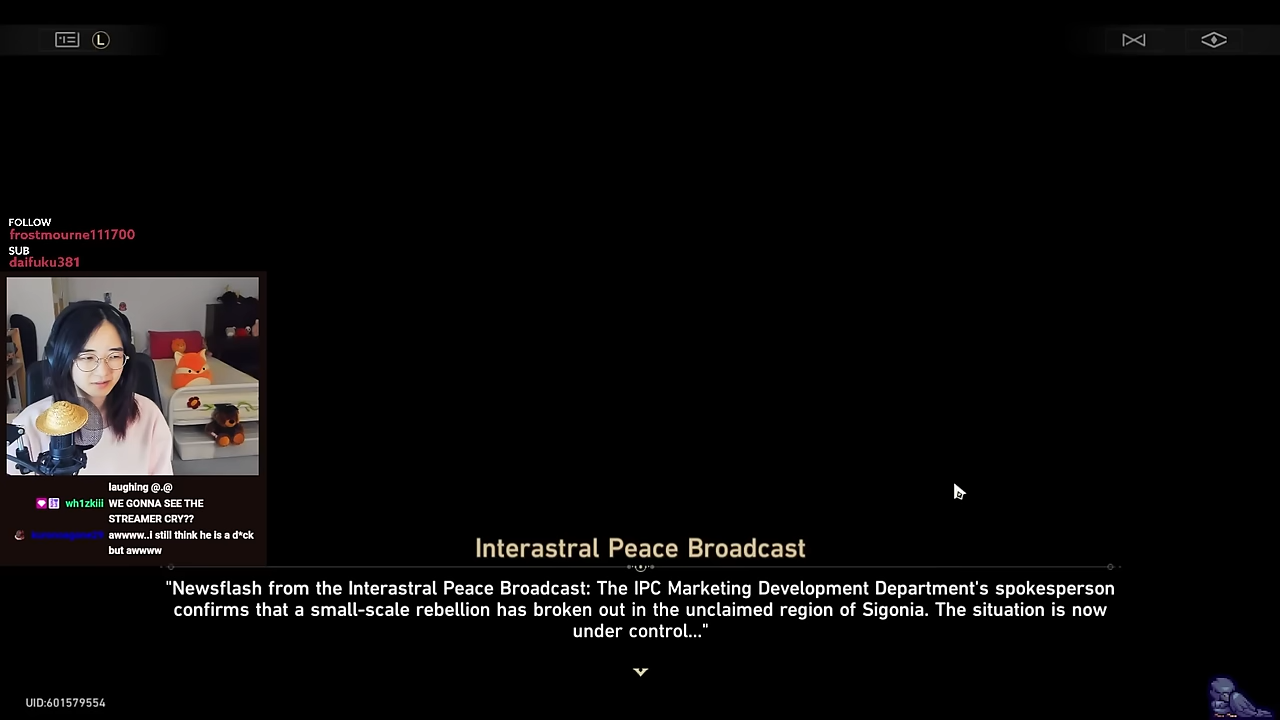 L
FOLLOW
frostmourne111700
SUB
daifuku381
laughing @.@
wh1zkiii WE GONNA SEE THE
STREAMER CRY??
awwww..i still think he is a d*ck
but awwww
Interastral Peace Broadcast
"Newsflash from the Interastral Peace Broadcast: The IPC Marketing Development Department's spokesperson
confirms that a small-scale rebellion has broken out in the unclaimed region of Sigonia. The situation is now
under control..."
UID:601579554